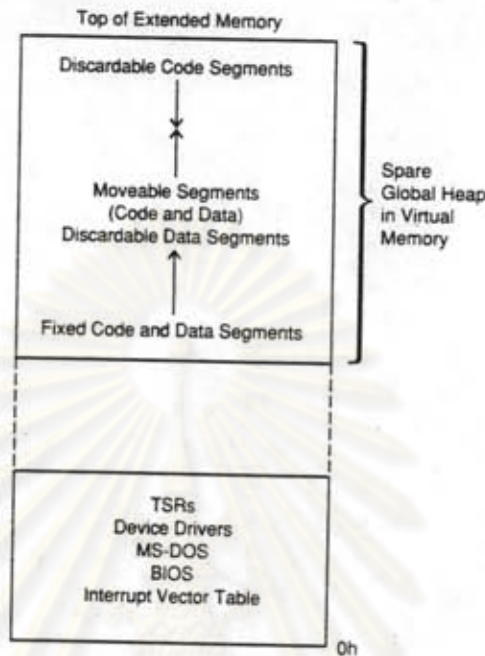 Top of Extended Memory
Discardable Code Segments
Moveable Segments
(Code and Data)
Discardable Data Segments
Fixed Code and Data Segments
Spare
Global Heap
in Virtual
Memory
TSRs
Device Drivers
MS-DOS
BIOS
Interrupt Vector Table
0h